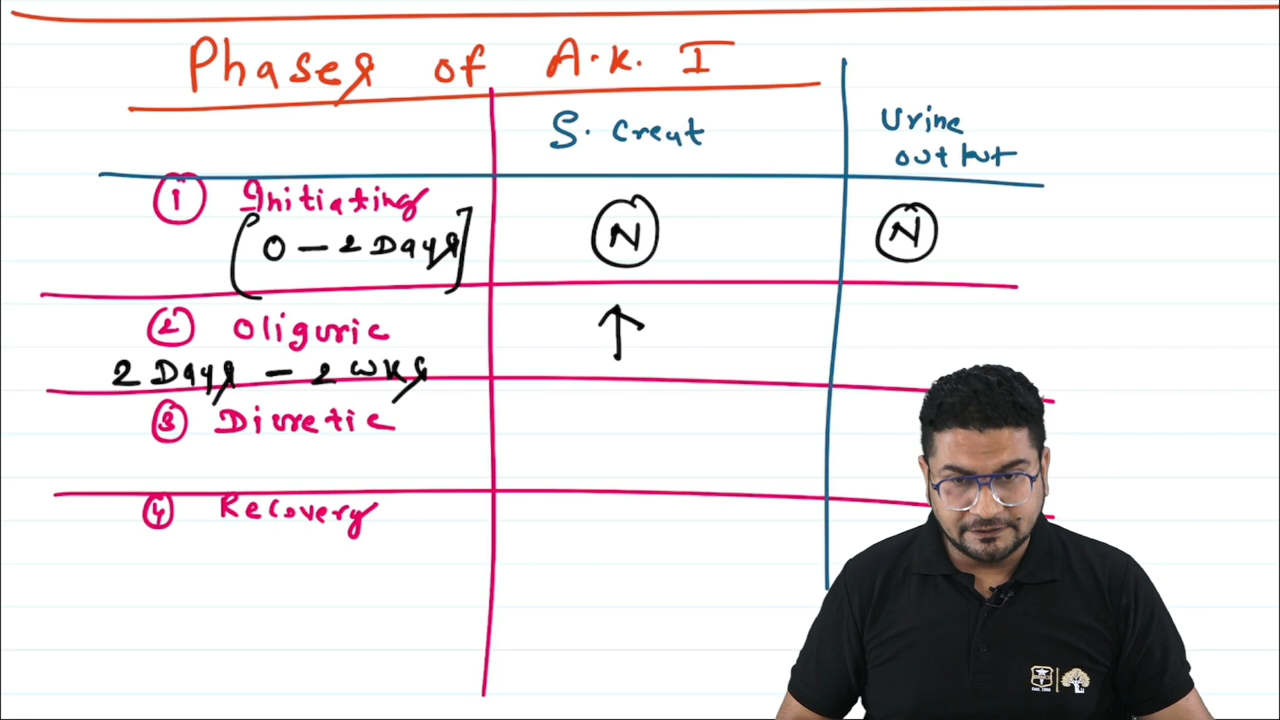 Phases of A.K.I
S. Creat
Urine
output
1 Initiating
N
N
[0 - 2 Days]
2 Oliguric
↑
2 Days - 2 wks
3 Diuretic
4 Recovery